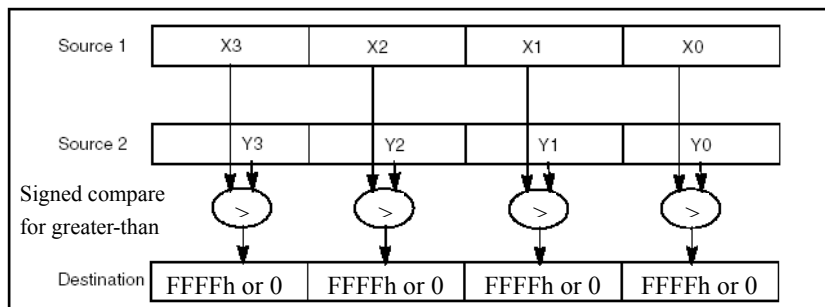 Source 1 X3 X2 X1 X0
Source 2 Y3 Y2 Y1 Y0
Signed compare
for greater-than
> > > >
Destination FFFFh or 0 FFFFh or 0 FFFFh or 0 FFFFh or 0